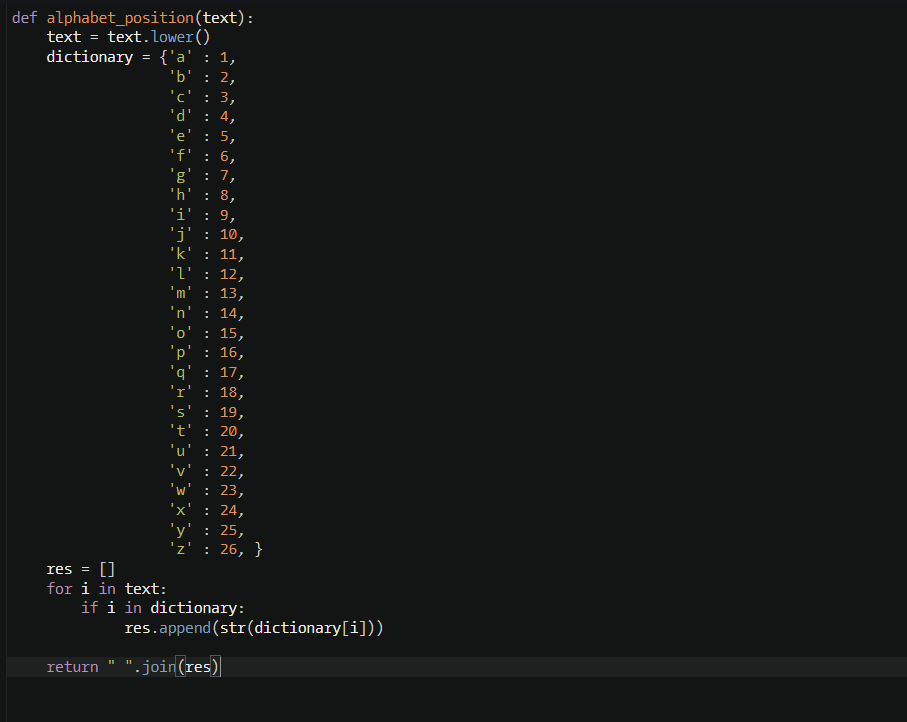 def alphabet_position(text):
    text = text.lower()
    dictionary = {'a' : 1,
                  'b' : 2,
                  'c' : 3,
                  'd' : 4,
                  'e' : 5,
                  'f' : 6,
                  'g' : 7,
                  'h' : 8,
                  'i' : 9,
                  'j' : 10,
                  'k' : 11,
                  'l' : 12,
                  'm' : 13,
                  'n' : 14,
                  'o' : 15,
                  'p' : 16,
                  'q' : 17,
                  'r' : 18,
                  's' : 19,
                  't' : 20,
                  'u' : 21,
                  'v' : 22,
                  'w' : 23,
                  'x' : 24,
                  'y' : 25,
                  'z' : 26, }
    res = []
    for i in text:
        if i in dictionary:
             res.append(str(dictionary[i]))

    return " ".join(res)